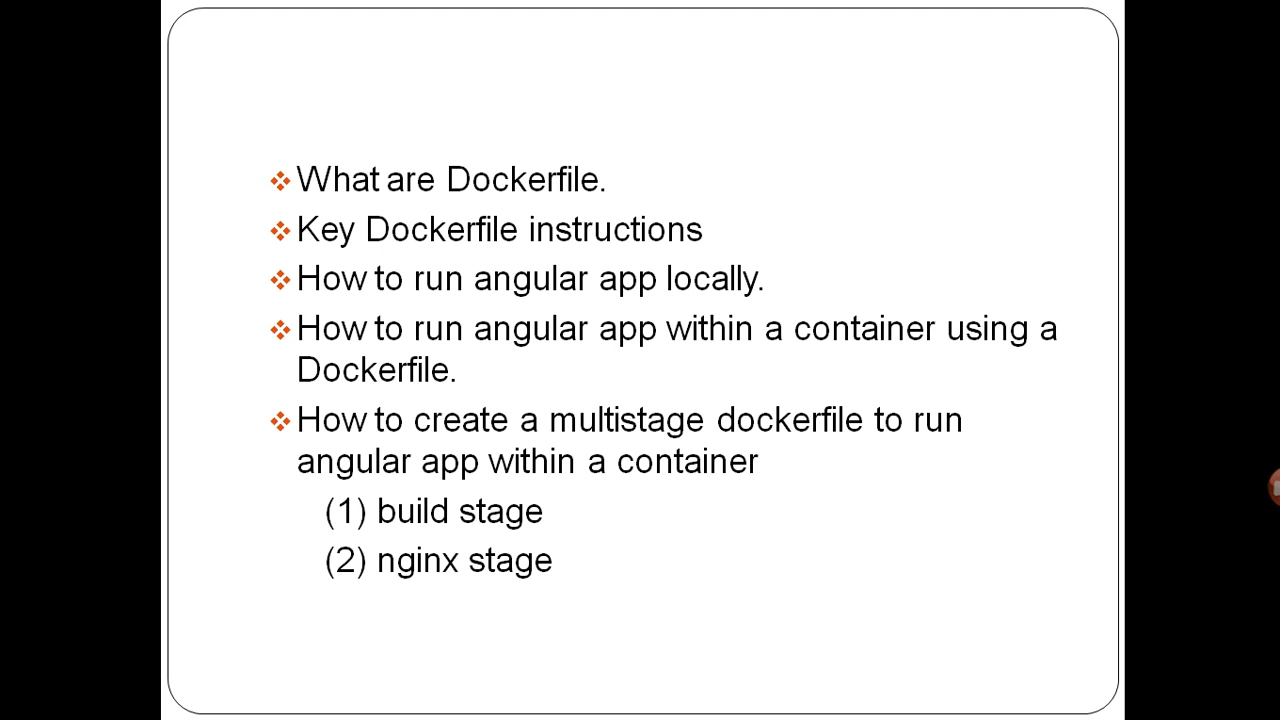 What are Dockerfile.
Key Dockerfile instructions
How to run angular app locally.
How to run angular app within a container using a
Dockerfile.
How to create a multistage dockerfile to run
angular app within a container
(1) build stage
(2) nginx stage